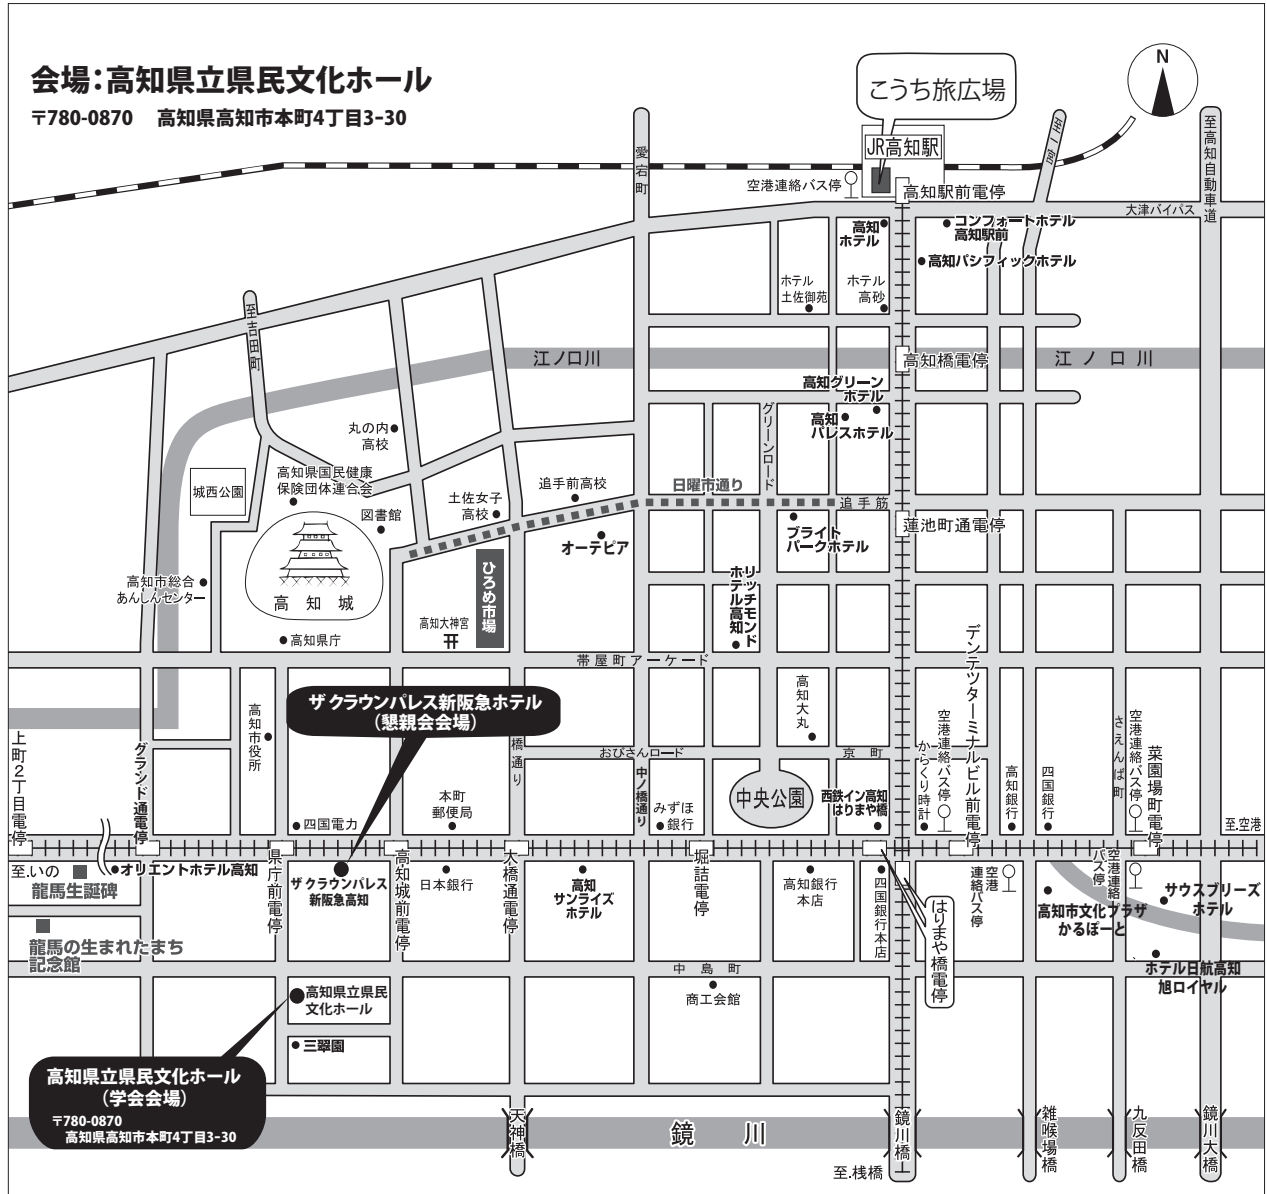 会場：高知県立県民文化ホール
〒780-0870　高知県高知市本町4丁目3-30
こうち旅広場
N
JR高知駅
空港連絡バス停
高知駅前電停
愛宕町
至一宮
至高知自動車道
大津バイパス
高知
ホテル
コンフォートホテル
高知駅前
高知パシフィックホテル
ホテル
土佐御苑
ホテル
高砂
至吉田町
江ノ口川
高知橋電停
江ノ口川
高知グリーン
ホテル
高知
パレスホテル
グリーンロード
丸の内
高校
城西公園
高知県国民健康
保険団体連合会
図書館
土佐女子
高校
追手前高校
日曜市通り
追手筋
蓮池町通電停
オーテピア
ブライト
パークホテル
高知市総合
あんしんセンター
高知城
高知県庁
高知大神宮
ひろめ市場
リッチモンド
ホテル高知
帯屋町アーケード
デンテツターミナルビル前電停
ザ クラウンパレス新阪急ホテル
（懇親会会場）
高知市役所
高知大丸
上町2丁目電停
グランド通電停
橋通り
おびさんロード
中ノ橋通り
京町
からくり時計
空港連絡バス停
高知銀行
四国銀行
さえんば町
空港連絡バス停
菜園場町電停
四国電力
本町
郵便局
みずほ
銀行
中央公園
西鉄イン高知
はりまや橋
至.空港
至.いの
龍馬生誕碑
オリエントホテル高知
県庁前電停
ザ クラウンパレス
新阪急高知
高知城前電停
日本銀行
大橋通電停
高知
サンライズ
ホテル
堀詰電停
高知銀行
本店
四国銀行本店
はりまや橋電停
空港
連絡バス停
空港連絡
バス停
高知市文化プラザ
かるぽーと
サウスブリーズ
ホテル
龍馬の生まれたまち
記念館
中島町
商工会館
ホテル日航高知
旭ロイヤル
高知県立県民
文化ホール
三翠園
高知県立県民文化ホール
（学会会場）
〒780-0870
高知県高知市本町4丁目3-30
天神橋
鏡川
鏡川橋
至.桟橋
雑喉場橋
九反田橋
鏡川大橋